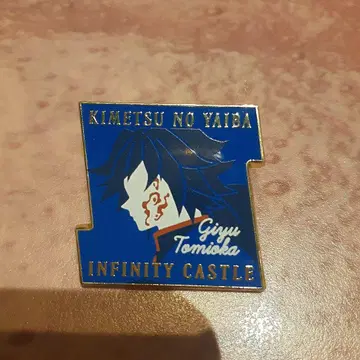 KIMETSU NO YAIBA
Giyu
Tomioka
INFINITY CASTLE